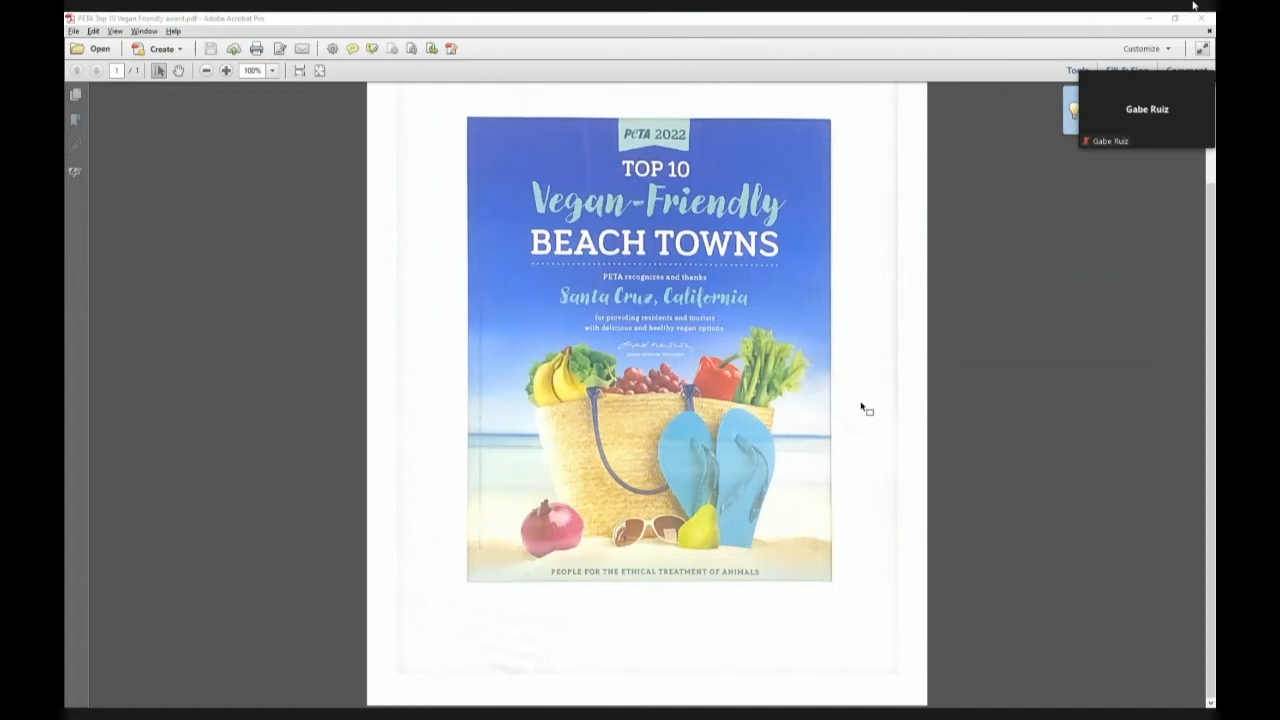 PETA Top 10 Vegan Friendly award.pdf - Adobe Acrobat Pro
File Edit View Window Help
Open Create Customize
1 / 1 100% Tools
Gabe Ruiz
Gabe Ruiz
PETA 2022
TOP 10
Vegan-Friendly
BEACH TOWNS
PETA recognizes and thanks
Santa Cruz, California
for providing residents and tourists
with delicious and healthy vegan options
PEOPLE FOR THE ETHICAL TREATMENT OF ANIMALS